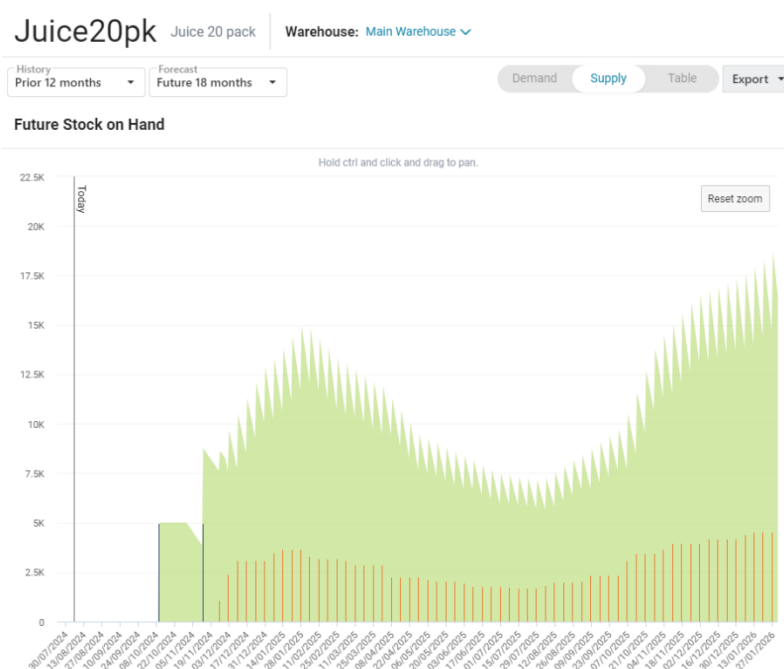 Juice20pk Juice 20 pack Warehouse: Main Warehouse
History Forecast
Prior 12 months Future 18 months Demand Supply Table Export
Future Stock on Hand
Hold ctrl and click and drag to pan.
22.5K
Today
Reset zoom
20K
17.5K
15K
12.5K
10K
7.5K
5K
2.5K
0
30/07/2024 13/08/2024 27/08/2024 10/09/2024 24/09/2024 08/10/2024 22/10/2024 05/11/2024 19/11/2024 03/12/2024 17/12/2024 31/12/2024 14/01/2025 28/01/2025 11/02/2025 25/02/2025 11/03/2025 25/03/2025 08/04/2025 22/04/2025 06/05/2025 20/05/2025 03/06/2025 17/06/2025 01/07/2025 15/07/2025 29/07/2025 12/08/2025 26/08/2025 09/09/2025 23/09/2025 07/10/2025 21/10/2025 04/11/2025 18/11/2025 02/12/2025 16/12/2025 30/12/2025 13/01/2026 27/01/2026